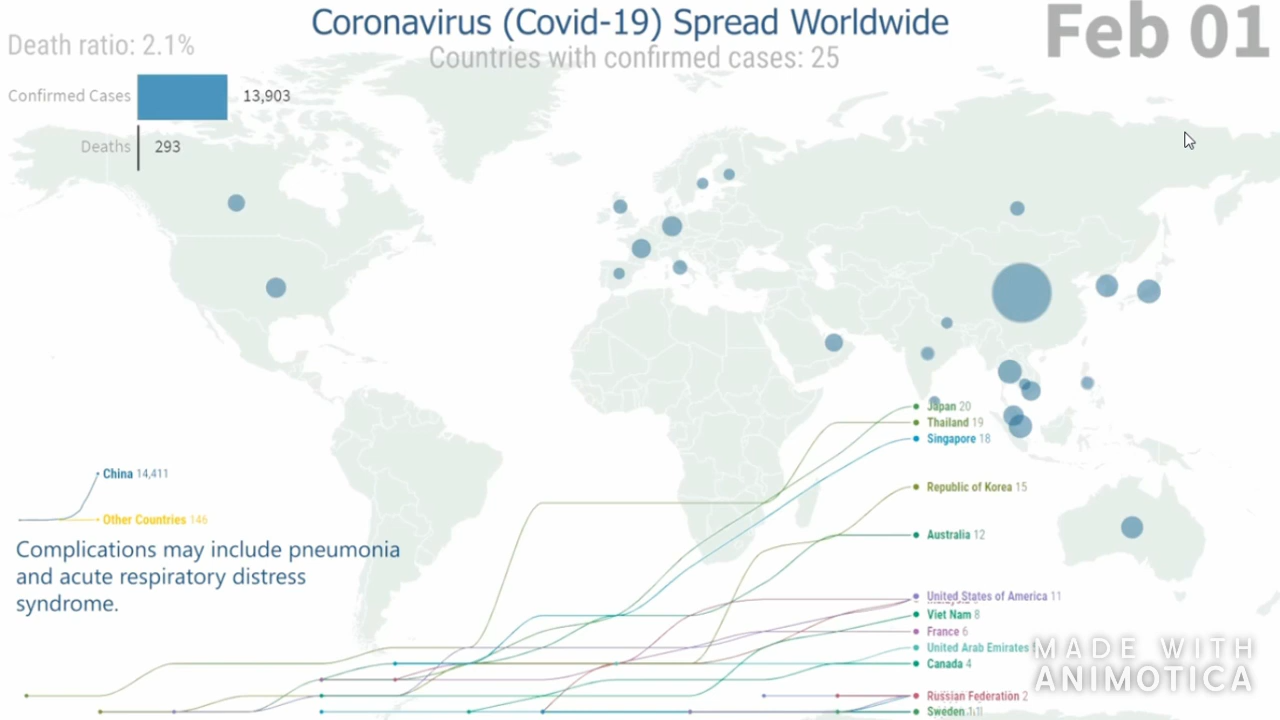 Coronavirus (Covid-19) Spread Worldwide
Feb 01
Death ratio: 2.1%
Countries with confirmed cases: 25
Confirmed Cases 13,903
Deaths 293
Japan 20
Thailand 19
Singapore 18
China 14,411
Republic of Korea 15
Other Countries 146
Australia 12
Complications may include pneumonia
and acute respiratory distress
syndrome.
United States of America 11
Viet Nam 8
France 6
United Arab Emirates
Canada 4
MADE WITH
ANIMOTICA
Russian Federation 2
Sweden